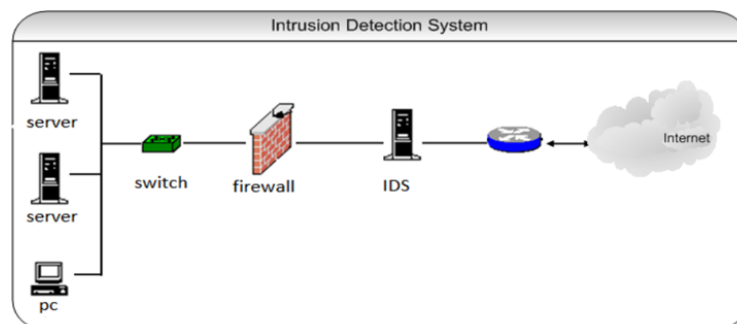 Intrusion Detection System
server
server
pc
switch
firewall
IDS
Internet